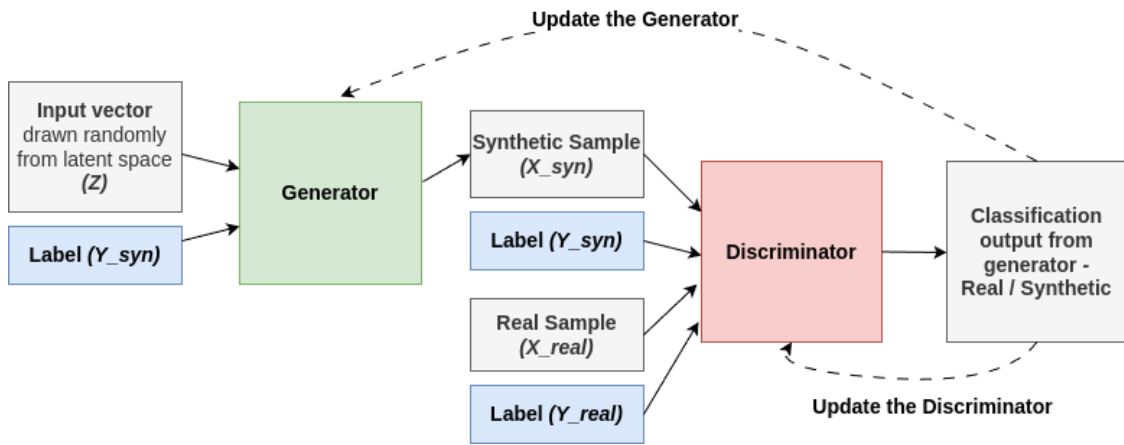 Update the Generator
Input vector
drawn randomly
from latent space
(Z)
Label (Y_syn)
Generator
Synthetic Sample
(X_syn)
Label (Y_syn)
Real Sample
(X_real)
Label (Y_real)
Discriminator
Classification
output from
generator -
Real / Synthetic
Update the Discriminator